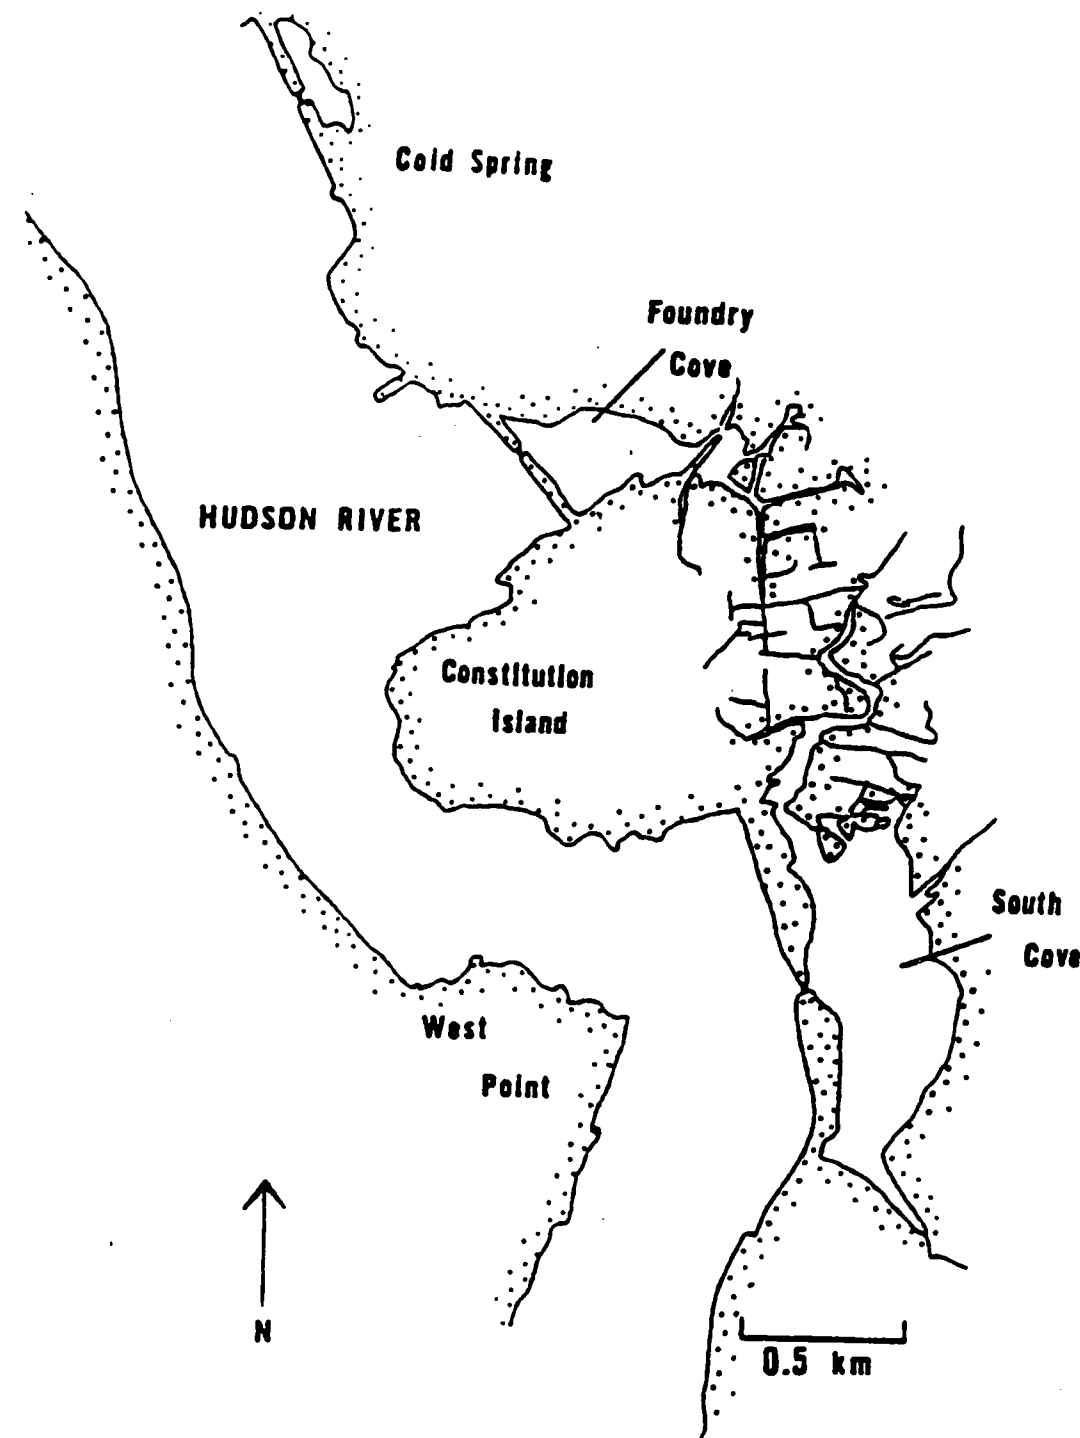 Cold Spring
Foundry
Cove
HUDSON RIVER
Constitution
Island
South
Cove
West
Point
N
0.5 km